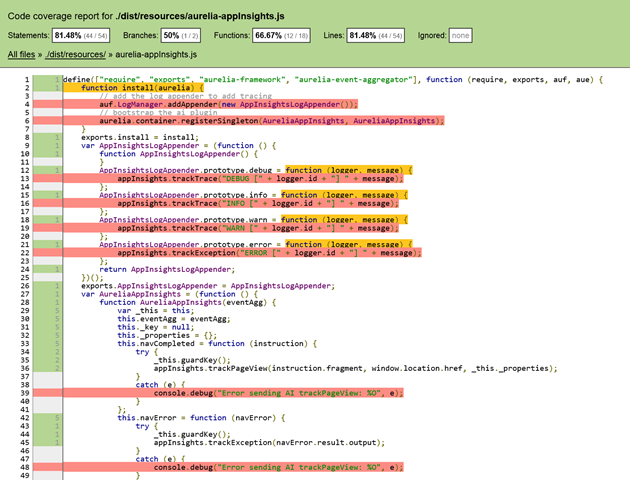 Code coverage report for ./dist/resources/aurelia-appInsights.js
Statements: 81.48% (44 / 54) Branches: 50% (1 / 2) Functions: 66.67% (12 / 18) Lines: 81.48% (44 / 54) Ignored: none
All files » ./dist/resources/ » aurelia-appInsights.js
1 1 define(["require", "exports", "aurelia-framework", "aurelia-event-aggregator"], function (require, exports, auf, aue) {
2 1 function install(aurelia) {
3 // add the log appender to add tracing
4 auf.LogManager.addAppender(new AppInsightsLogAppender());
5 // bootstrap the ai plugin
6 aurelia.container.registerSingleton(AureliaAppInsights, AureliaAppInsights);
7 }
8 1 exports.install = install;
9 1 var AppInsightsLogAppender = (function () {
10 1 function AppInsightsLogAppender() {
11 }
12 1 AppInsightsLogAppender.prototype.debug = function (logger, message) {
13 appInsights.trackTrace("DEBUG [" + logger.id + "] " + message);
14 };
15 1 AppInsightsLogAppender.prototype.info = function (logger, message) {
16 appInsights.trackTrace("INFO [" + logger.id + "] " + message);
17 };
18 1 AppInsightsLogAppender.prototype.warn = function (logger, message) {
19 appInsights.trackTrace("WARN [" + logger.id + "] " + message);
20 };
21 1 AppInsightsLogAppender.prototype.error = function (logger, message) {
22 appInsights.trackException("ERROR [" + logger.id + "] " + message);
23 };
24 1 return AppInsightsLogAppender;
25 })();
26 1 exports.AppInsightsLogAppender = AppInsightsLogAppender;
27 1 var AureliaAppInsights = (function () {
28 1 function AureliaAppInsights(eventAgg) {
29 5 var _this = this;
30 5 this.eventAgg = eventAgg;
31 5 this._key = null;
32 5 this._properties = {};
33 5 this.navCompleted = function (instruction) {
34 2 try {
35 2 _this.guardKey();
36 2 appInsights.trackPageView(instruction.fragment, window.location.href, _this._properties);
37 }
38 catch (e) {
39 console.debug("Error sending AI trackPageView: %O", e);
40 }
41 };
42 5 this.navError = function (navError) {
43 1 try {
44 1 _this.guardKey();
45 1 appInsights.trackException(navError.result.output);
46 }
47 catch (e) {
48 console.debug("Error sending AI trackPageView: %O", e);
49 }